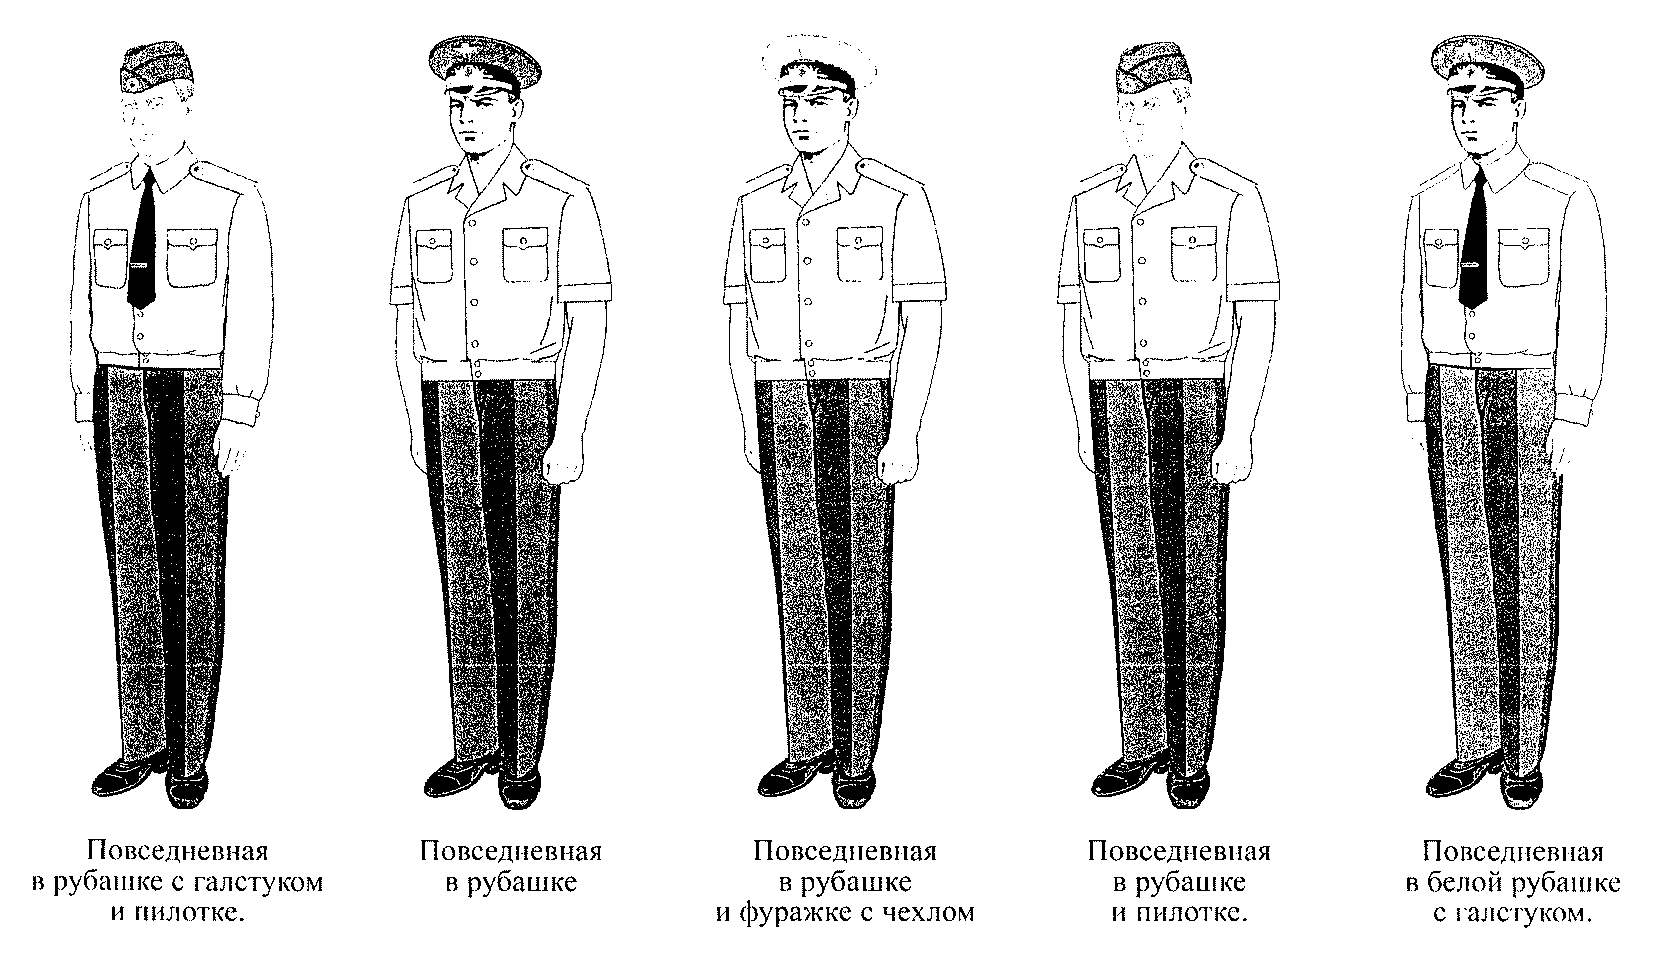 Повседневная
в рубашке с галстуком
и пилотке.
Повседневная
в рубашке
Повседневная
в рубашке
и фуражке с чехлом
Повседневная
в рубашке
и пилотке.
Повседневная
в белой рубашке
с галстуком.